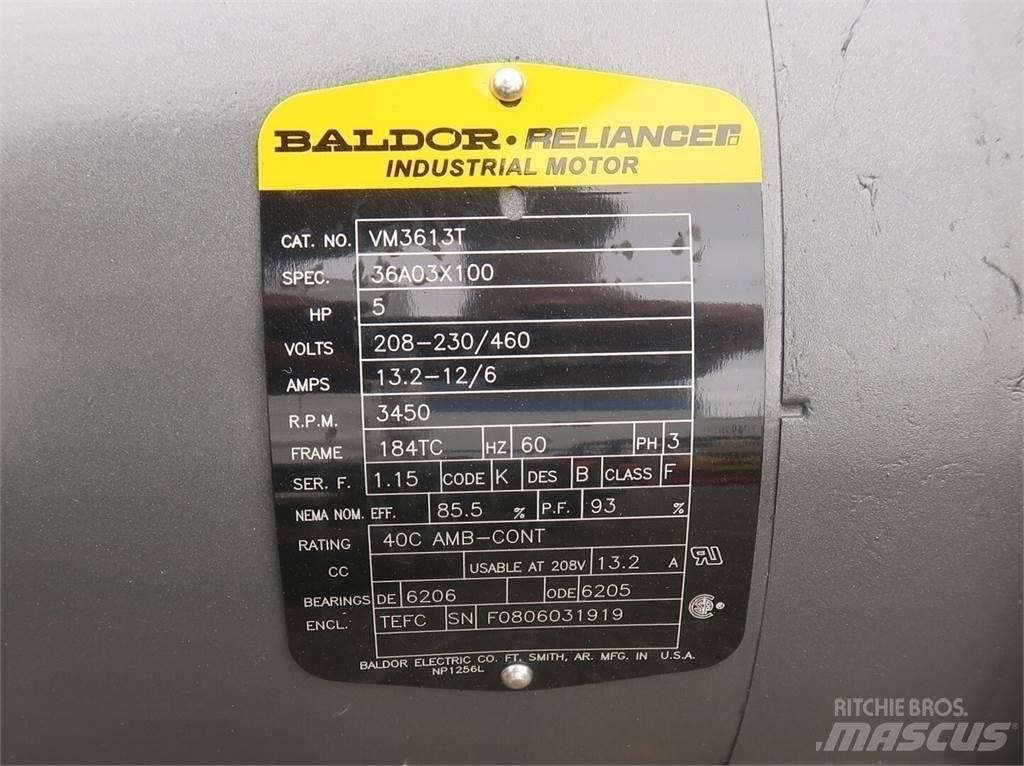 BALDOR • RELIANCE
INDUSTRIAL MOTOR
CAT. NO. VM3613T
SPEC. 36A03X100
HP 5
VOLTS 208-230/460
AMPS 13.2-12/6
R.P.M. 3450
FRAME 184TC HZ 60 PH 3
SER. F. 1.15 CODE K DES B CLASS F
NEMA NOM. EFF. 85.5 % P.F. 93 %
RATING 40C AMB-CONT
CC USABLE AT 208V 13.2 A
BEARINGS DE 6206 ODE 6205
ENCL. TEFC SN F0806031919
BALDOR ELECTRIC CO. FT. SMITH, AR. MFG. IN U.S.A.
NP1256L
RITCHIE BROS.
MASCUS